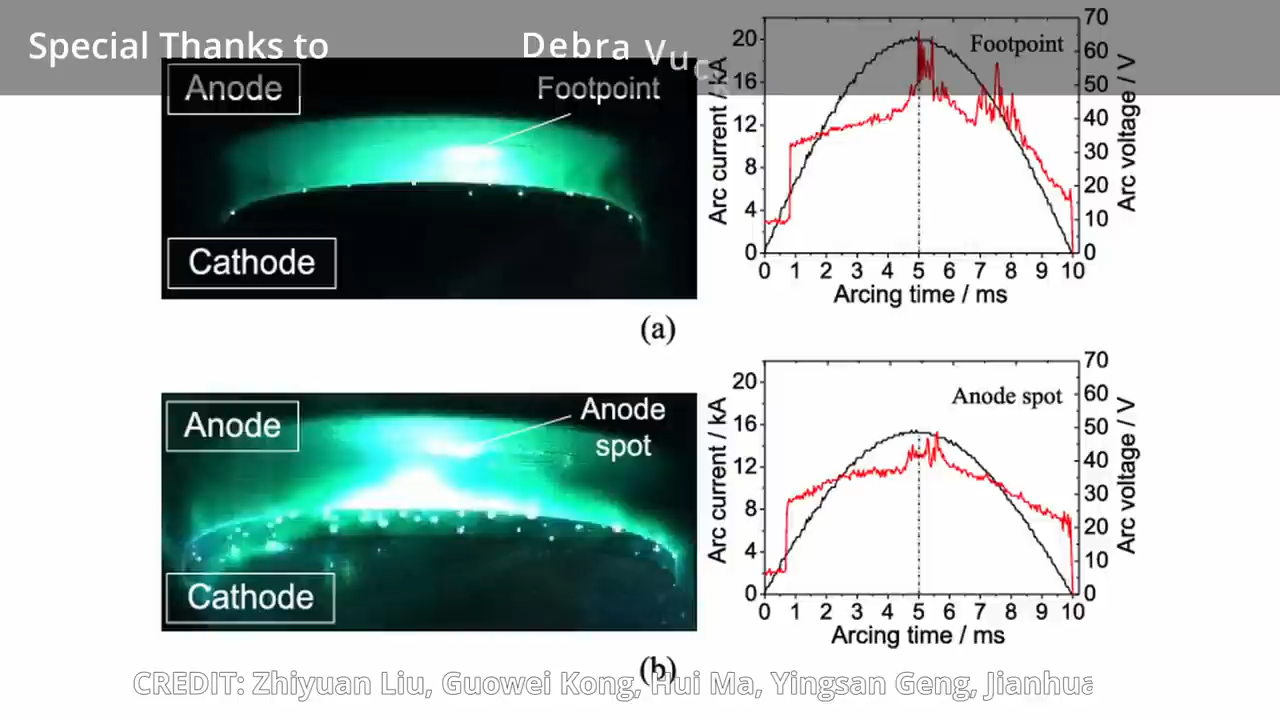 Special Thanks to
Debra
Anode
Footpoint
Cathode
20
16
12
8
4
0
Arc current / kA
Footpoint
70
60
50
40
30
20
10
0
Arc voltage / V
0 1 2 3 4 5 6 7 8 9 10
Arcing time / ms
(a)
Anode
Anode
spot
Cathode
20
16
12
8
4
0
Arc current / kA
Anode spot
70
60
50
40
30
20
10
0
Arc voltage / V
0 1 2 3 4 5 6 7 8 9 10
Arcing time / ms
(b)
CREDIT: Zhiyuan Liu, Guowei Kong, Hui Ma, Yingsan Geng, Jianhua